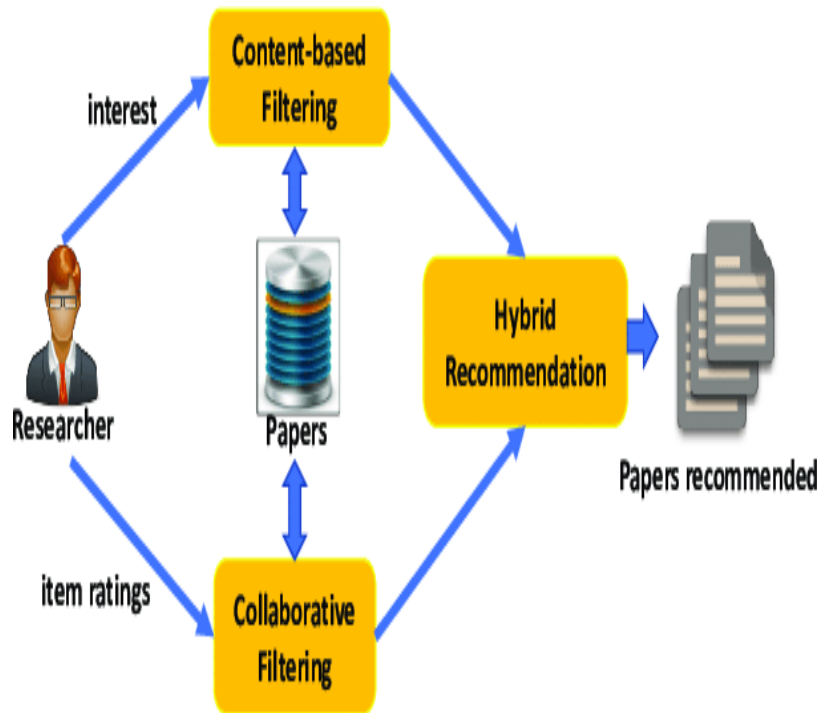 Content-based
Filtering
interest
Hybrid
Recommendation
Researcher
Papers
Papers recommended
item ratings
Collaborative
Filtering